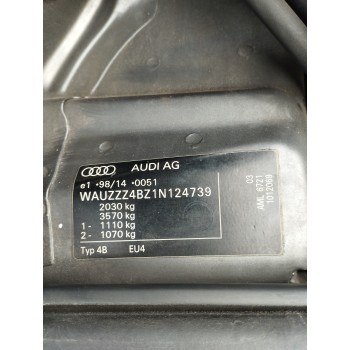 AUDI AG
e1 *98/14 *0051
WAUZZZ4BZ1N124739
2030 kg
3570 kg
1- 1110 kg
2- 1070 kg
Typ 4B EU4
03
AML 6721
1012089